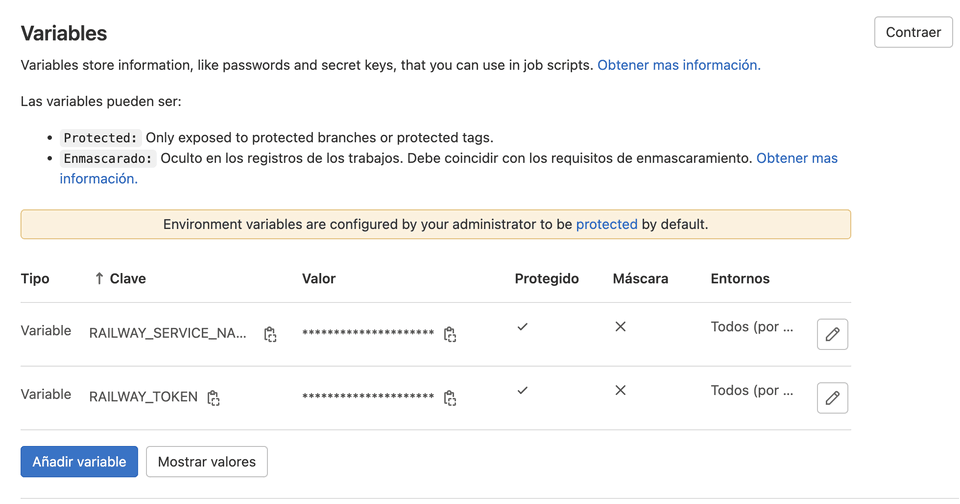 Variables
Contraer
Variables store information, like passwords and secret keys, that you can use in job scripts. Obtener mas información.
Las variables pueden ser:
• Protected: Only exposed to protected branches or protected tags.
• Enmascarado: Oculto en los registros de los trabajos. Debe coincidir con los requisitos de enmascaramiento. Obtener mas
información.
Environment variables are configured by your administrator to be protected by default.
Tipo ↑ Clave Valor Protegido Máscara Entornos
Variable RAILWAY_SERVICE_NA... ********************* Todos (por ...
Variable RAILWAY_TOKEN ********************* Todos (por ...
Añadir variable Mostrar valores